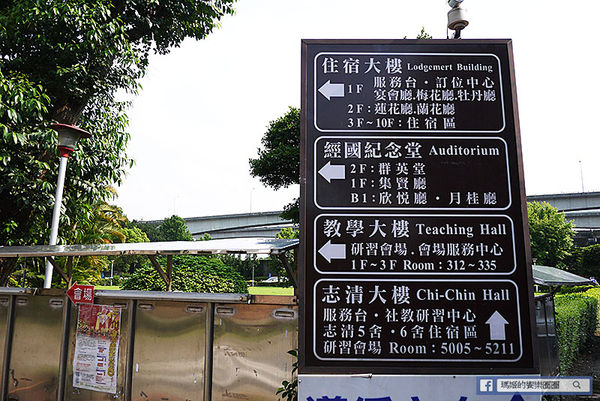 住宿大樓 Lodgemert Building
1F 服務台·訂位中心
宴會廳.梅花廳.牡丹廳
2F:蓮花廳.蘭花廳
3F~10F:住宿區
經國紀念堂 Auditorium
2F:群英堂
1F:集賢廳
B1:欣悅廳·月桂廳
教學大樓 Teaching Hall
研習會場.會場服務中心
1F~3F Room:312~335
志清大樓 Chi-Chin Hall
服務台·社教研習中心
志清5舍·6舍住宿區
研習會場 Room:5005~5211
會場
瑪姬的饗樂園圈